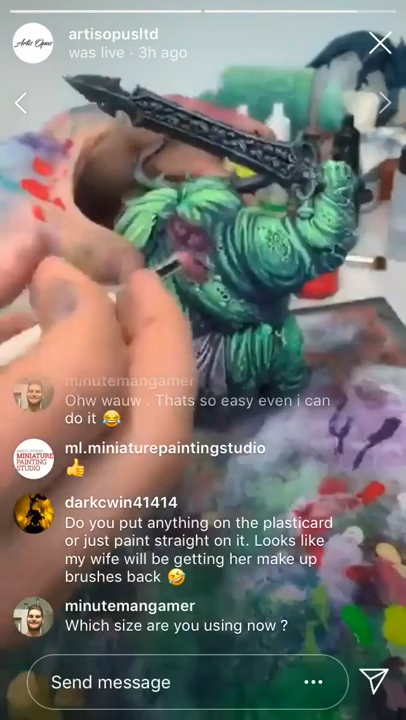 Artis Opus
artisopusltd
was live · 3h ago
minutemangamer
Ohw wauw . Thats so easy even i can
do it 😂
ml.miniaturepaintingstudio
MINIATURE
PAINTING
STUDIO
👍
darkcwin41414
Do you put anything on the plasticard
or just paint straight on it. Looks like
my wife will be getting her make up
brushes back 🤣
minutemangamer
Which size are you using now ?
Send message